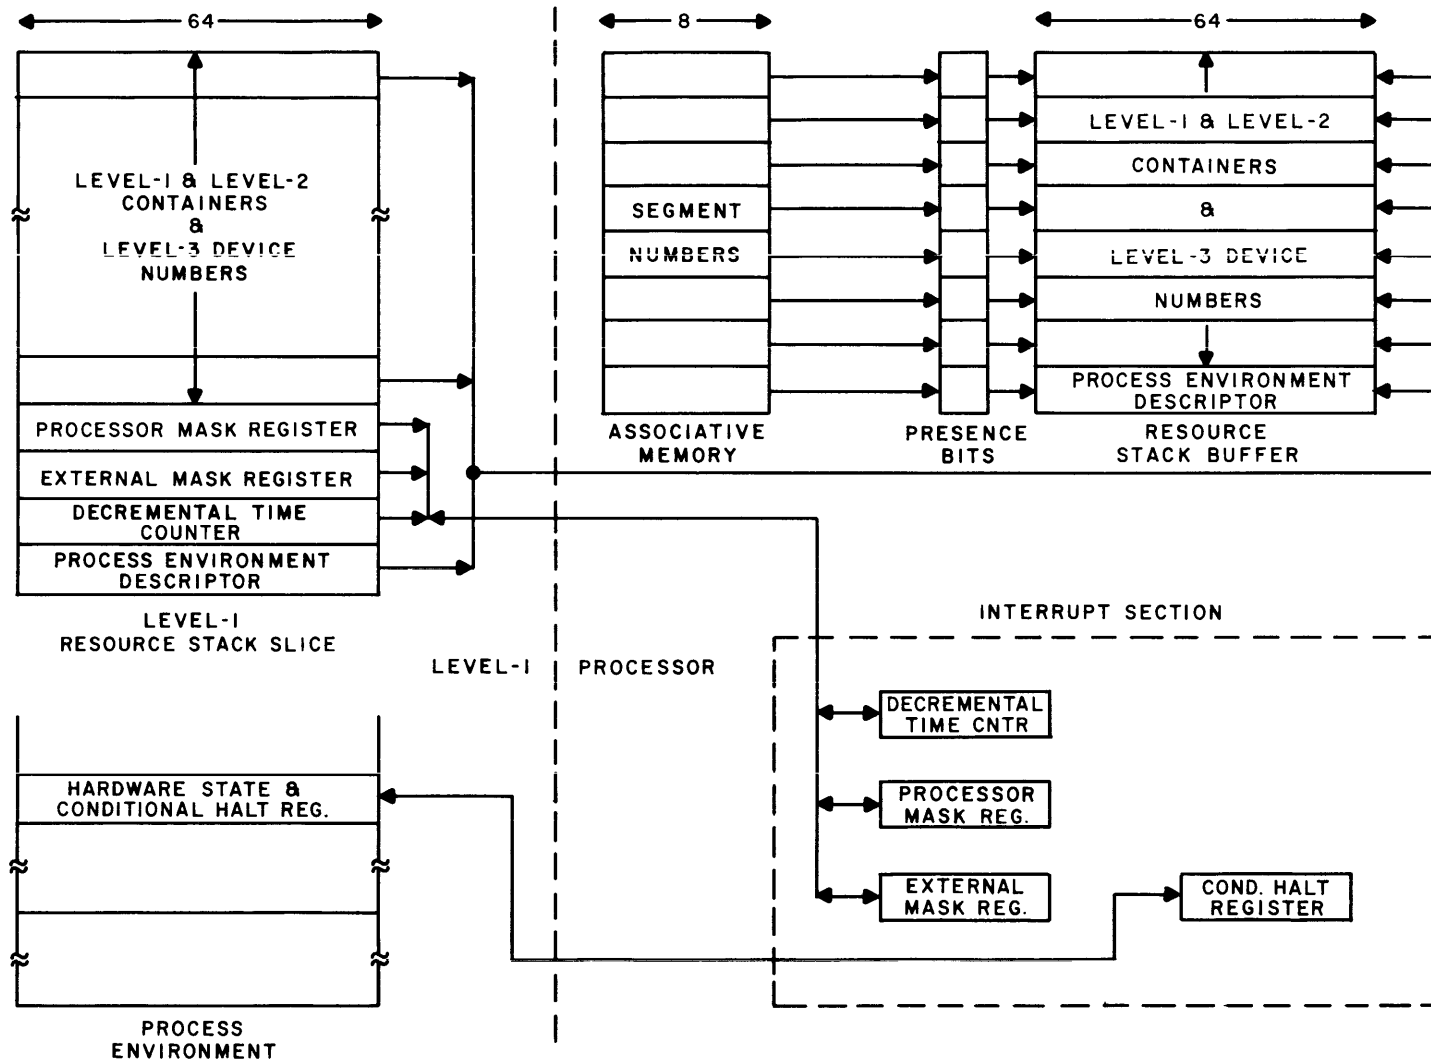 64
8
64
LEVEL-1 & LEVEL-2
CONTAINERS
&
LEVEL-3 DEVICE
NUMBERS
PROCESSOR MASK REGISTER
EXTERNAL MASK REGISTER
DECREMENTAL TIME
COUNTER
PROCESS ENVIRONMENT
DESCRIPTOR
LEVEL-1
RESOURCE STACK SLICE
SEGMENT
NUMBERS
ASSOCIATIVE
MEMORY
PRESENCE
BITS
LEVEL-1 & LEVEL-2
CONTAINERS
&
LEVEL-3 DEVICE
NUMBERS
PROCESS ENVIRONMENT
DESCRIPTOR
RESOURCE
STACK BUFFER
LEVEL-1
PROCESSOR
INTERRUPT SECTION
DECREMENTAL
TIME CNTR
PROCESSOR
MASK REG.
EXTERNAL
MASK REG.
COND. HALT
REGISTER
HARDWARE STATE &
CONDITIONAL HALT REG.
PROCESS
ENVIRONMENT